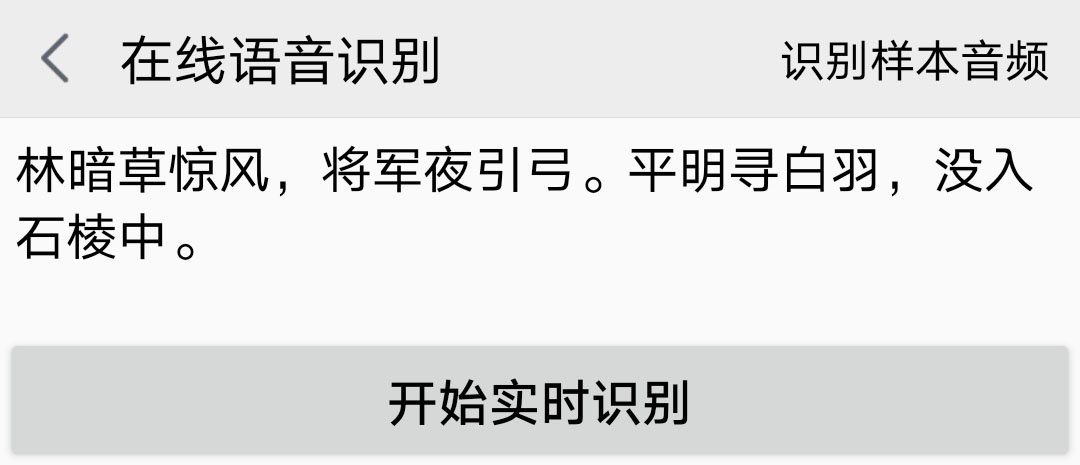 在线语音识别
识别样本音频
林暗草惊风，将军夜引弓。平明寻白羽，没入
石棱中。
开始实时识别